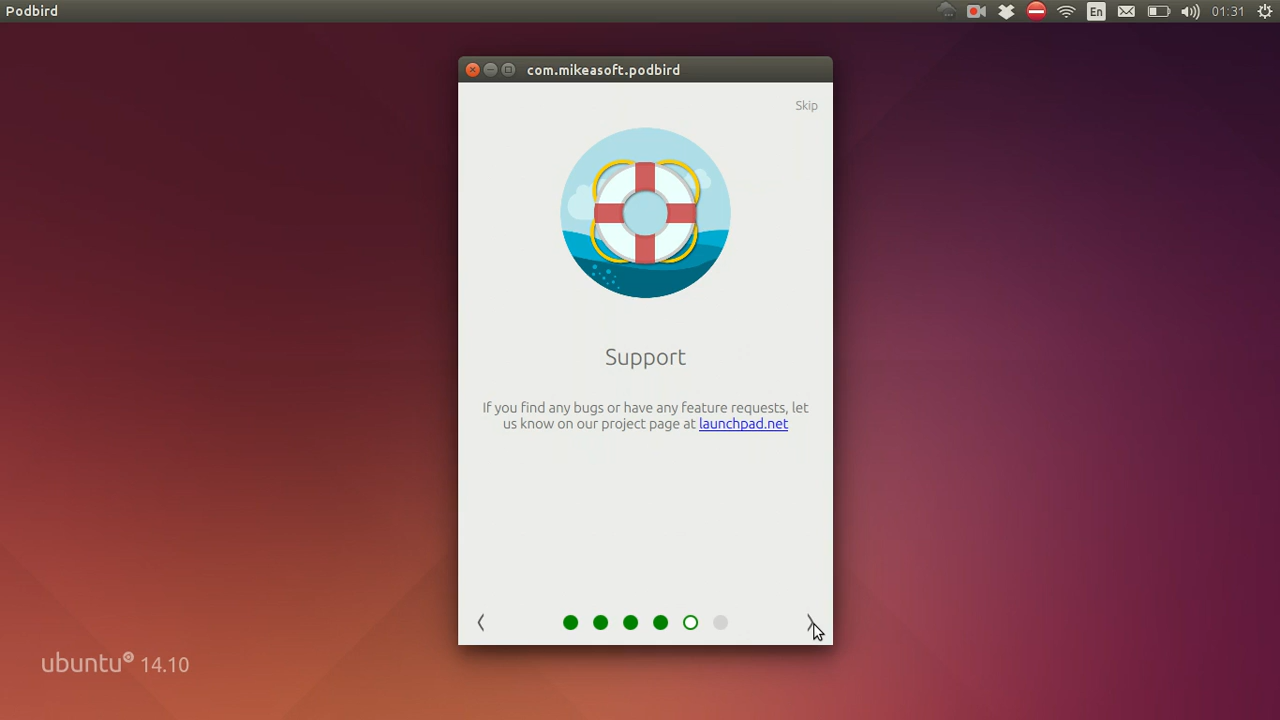 Podbird
En
01:31
com.mikeasoft.podbird
Skip
Support
If you find any bugs or have any feature requests, let
us know on our project page at launchpad.net
ubuntu 14.10